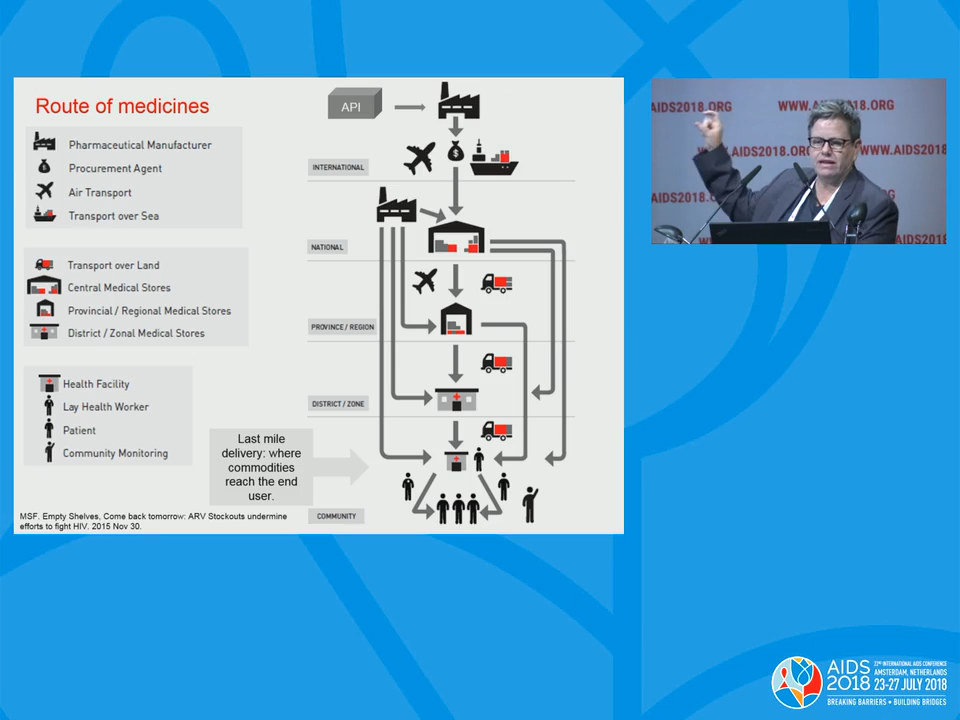 Route of medicines
Pharmaceutical Manufacturer
Procurement Agent
Air Transport
Transport over Sea
Transport over Land
Central Medical Stores
Provincial / Regional Medical Stores
District / Zonal Medical Stores
Health Facility
Lay Health Worker
Patient
Community Monitoring
API
$
INTERNATIONAL
NATIONAL
PROVINCE / REGION
DISTRICT / ZONE
COMMUNITY
Last mile
delivery: where
commodities
reach the end
user.
MSF. Empty Shelves, Come back tomorrow: ARV Stockouts undermine
efforts to fight HIV. 2015 Nov 30.
AIDS2018.ORG
WWW.AIDS2018.ORG
AIDS2018.ORG
WWW.AIDS2018
AIDS2018
AIDS2018
AIDS
2018
22ND INTERNATIONAL AIDS CONFERENCE
AMSTERDAM, NETHERLANDS
23-27 JULY 2018
BREAKING BARRIERS • BUILDING BRIDGES